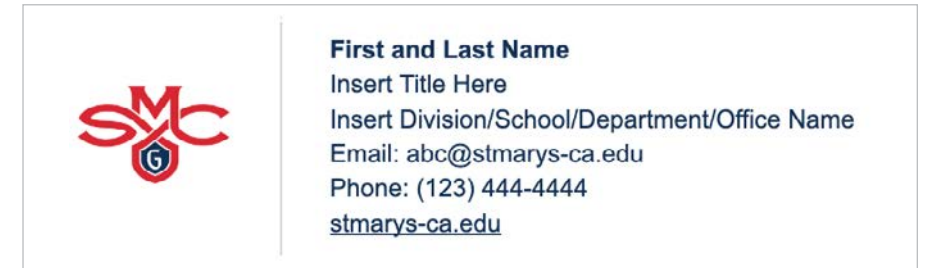 SMC
G
First and Last Name
Insert Title Here
Insert Division/School/Department/Office Name
Email: abc@stmarys-ca.edu
Phone: (123) 444-4444
stmarys-ca.edu